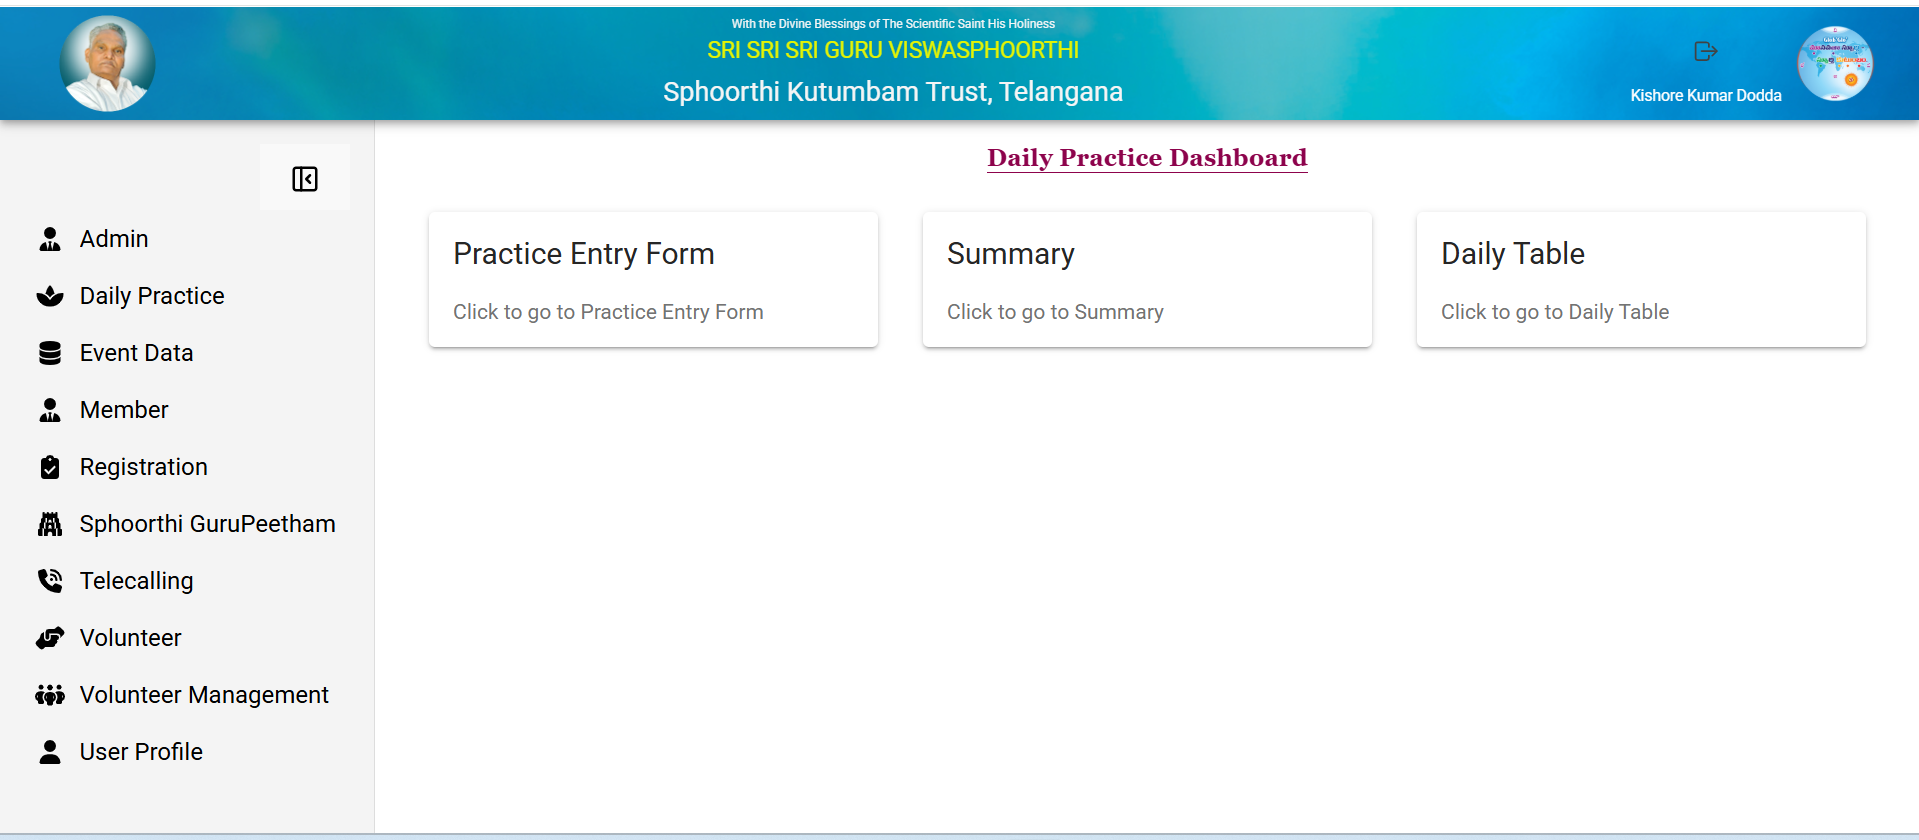 With the Divine Blessings of The Scientific Saint His Holiness
SRI SRI SRI GURU VISWASPHOORTHI
Sphoorthi Kutumbam Trust, Telangana
Kishore Kumar Dodda
Admin
Daily Practice
Event Data
Member
Registration
Sphoorthi GuruPeetham
Telecalling
Volunteer
Volunteer Management
User Profile
Daily Practice Dashboard
Practice Entry Form
Click to go to Practice Entry Form
Summary
Click to go to Summary
Daily Table
Click to go to Daily Table